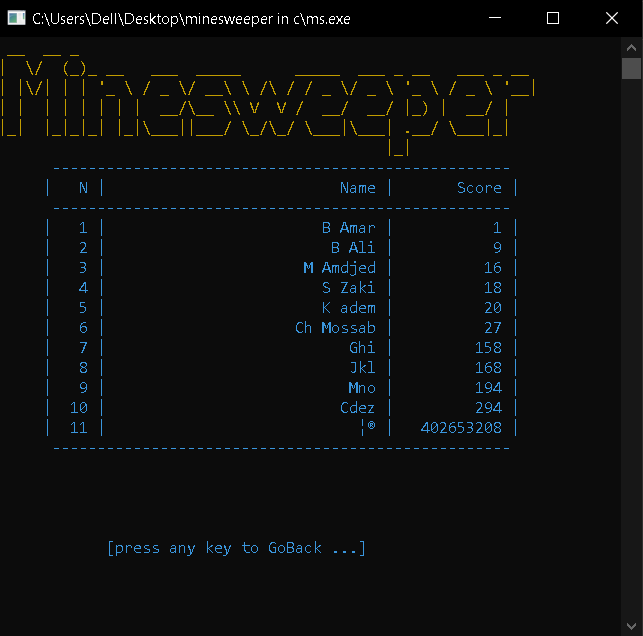 C:\Users\Dell\Desktop\minesweeper in c\ms.exe
Minesweeper
N | Name | Score
1 | B Amar | 1
2 | B Ali | 9
3 | M Amdjed | 16
4 | S Zaki | 18
5 | K adem | 20
6 | Ch Mossab | 27
7 | Ghi | 158
8 | Jkl | 168
9 | Mno | 194
10 | Cdez | 294
11 | ¦® | 402653208
[press any key to GoBack ...]